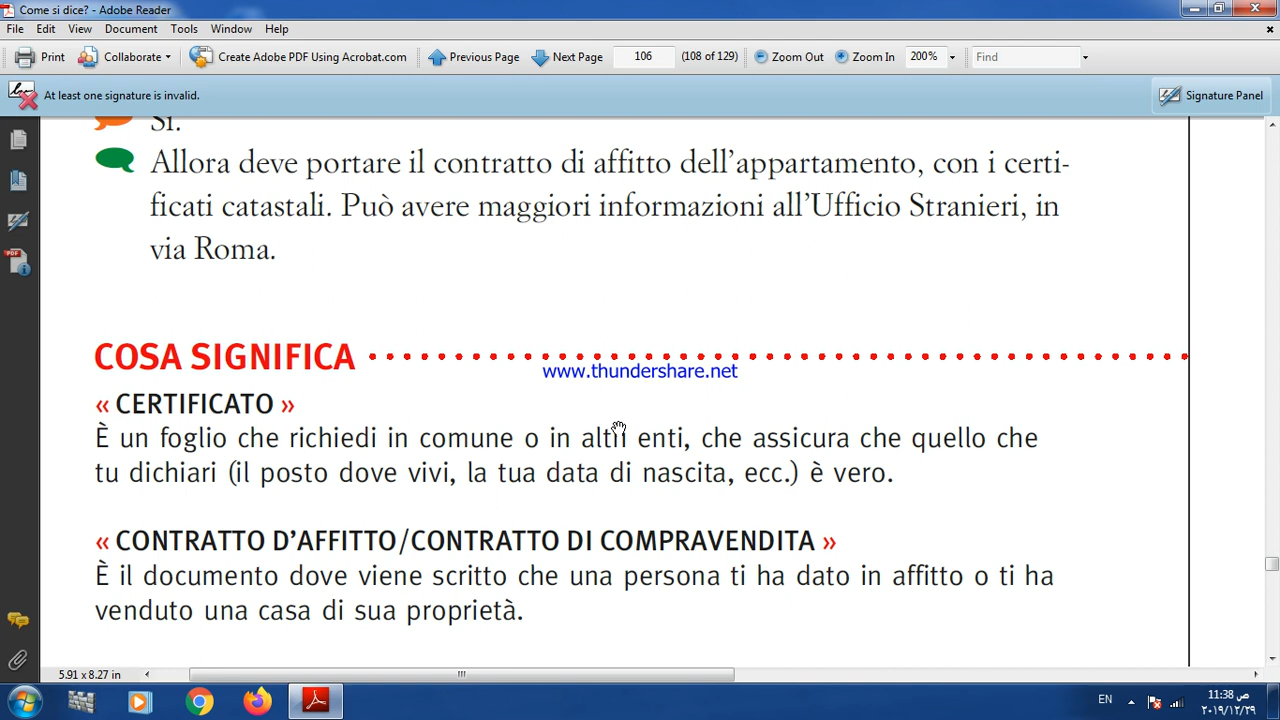 Come si dice? - Adobe Reader
File Edit View Document Tools Window Help
Print Collaborate Create Adobe PDF Using Acrobat.com Previous Page Next Page 106 (108 of 129) Zoom Out Zoom In 200% Find
At least one signature is invalid. Signature Panel
Sì.
Allora deve portare il contratto di affitto dell'appartamento, con i certi-
ficati catastali. Può avere maggiori informazioni all'Ufficio Stranieri, in
via Roma.
COSA SIGNIFICA
www.thundershare.net
« CERTIFICATO »
È un foglio che richiedi in comune o in altri enti, che assicura che quello che
tu dichiari (il posto dove vivi, la tua data di nascita, ecc.) è vero.
« CONTRATTO D'AFFITTO/CONTRATTO DI COMPRAVENDITA »
È il documento dove viene scritto che una persona ti ha dato in affitto o ti ha
venduto una casa di sua proprietà.
5.91 x 8.27 in
EN 11:38 ص
٢٠١٩/١٢/٢٩